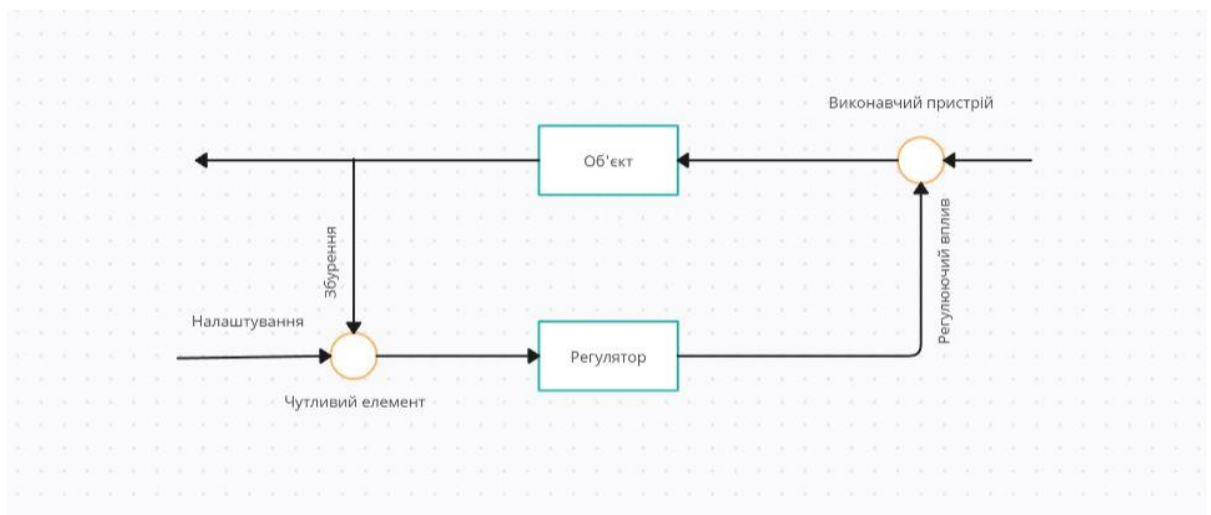 Виконавчий пристрій
Об'єкт
Збурення
Регулюючий вплив
Налаштування
Регулятор
Чутливий елемент